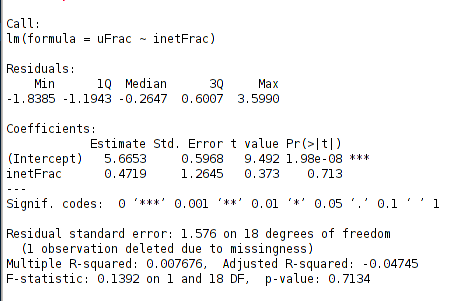 Call:
lm(formula = uFrac ~ inetFrac)
Residuals:
Min 1Q Median 3Q Max
-1.8385 -1.1943 -0.2647 0.6007 3.5990
Coefficients:
Estimate Std. Error t value Pr(>|t|)
(Intercept) 5.6653 0.5968 9.492 1.98e-08 ***
inetFrac 0.4719 1.2645 0.373 0.713
---
Signif. codes: 0 ‘***’ 0.001 ‘**’ 0.01 ‘*’ 0.05 ‘.’ 0.1 ‘ ’ 1
Residual standard error: 1.576 on 18 degrees of freedom
(1 observation deleted due to missingness)
Multiple R-squared: 0.007676, Adjusted R-squared: -0.04745
F-statistic: 0.1392 on 1 and 18 DF, p-value: 0.7134